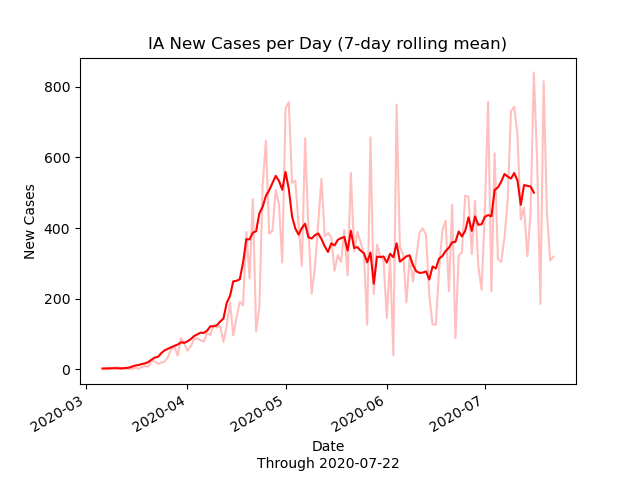 IA New Cases per Day (7-day rolling mean)
New Cases
800
600
400
200
0
2020-03
2020-04
2020-05
2020-06
2020-07
Date
Through 2020-07-22